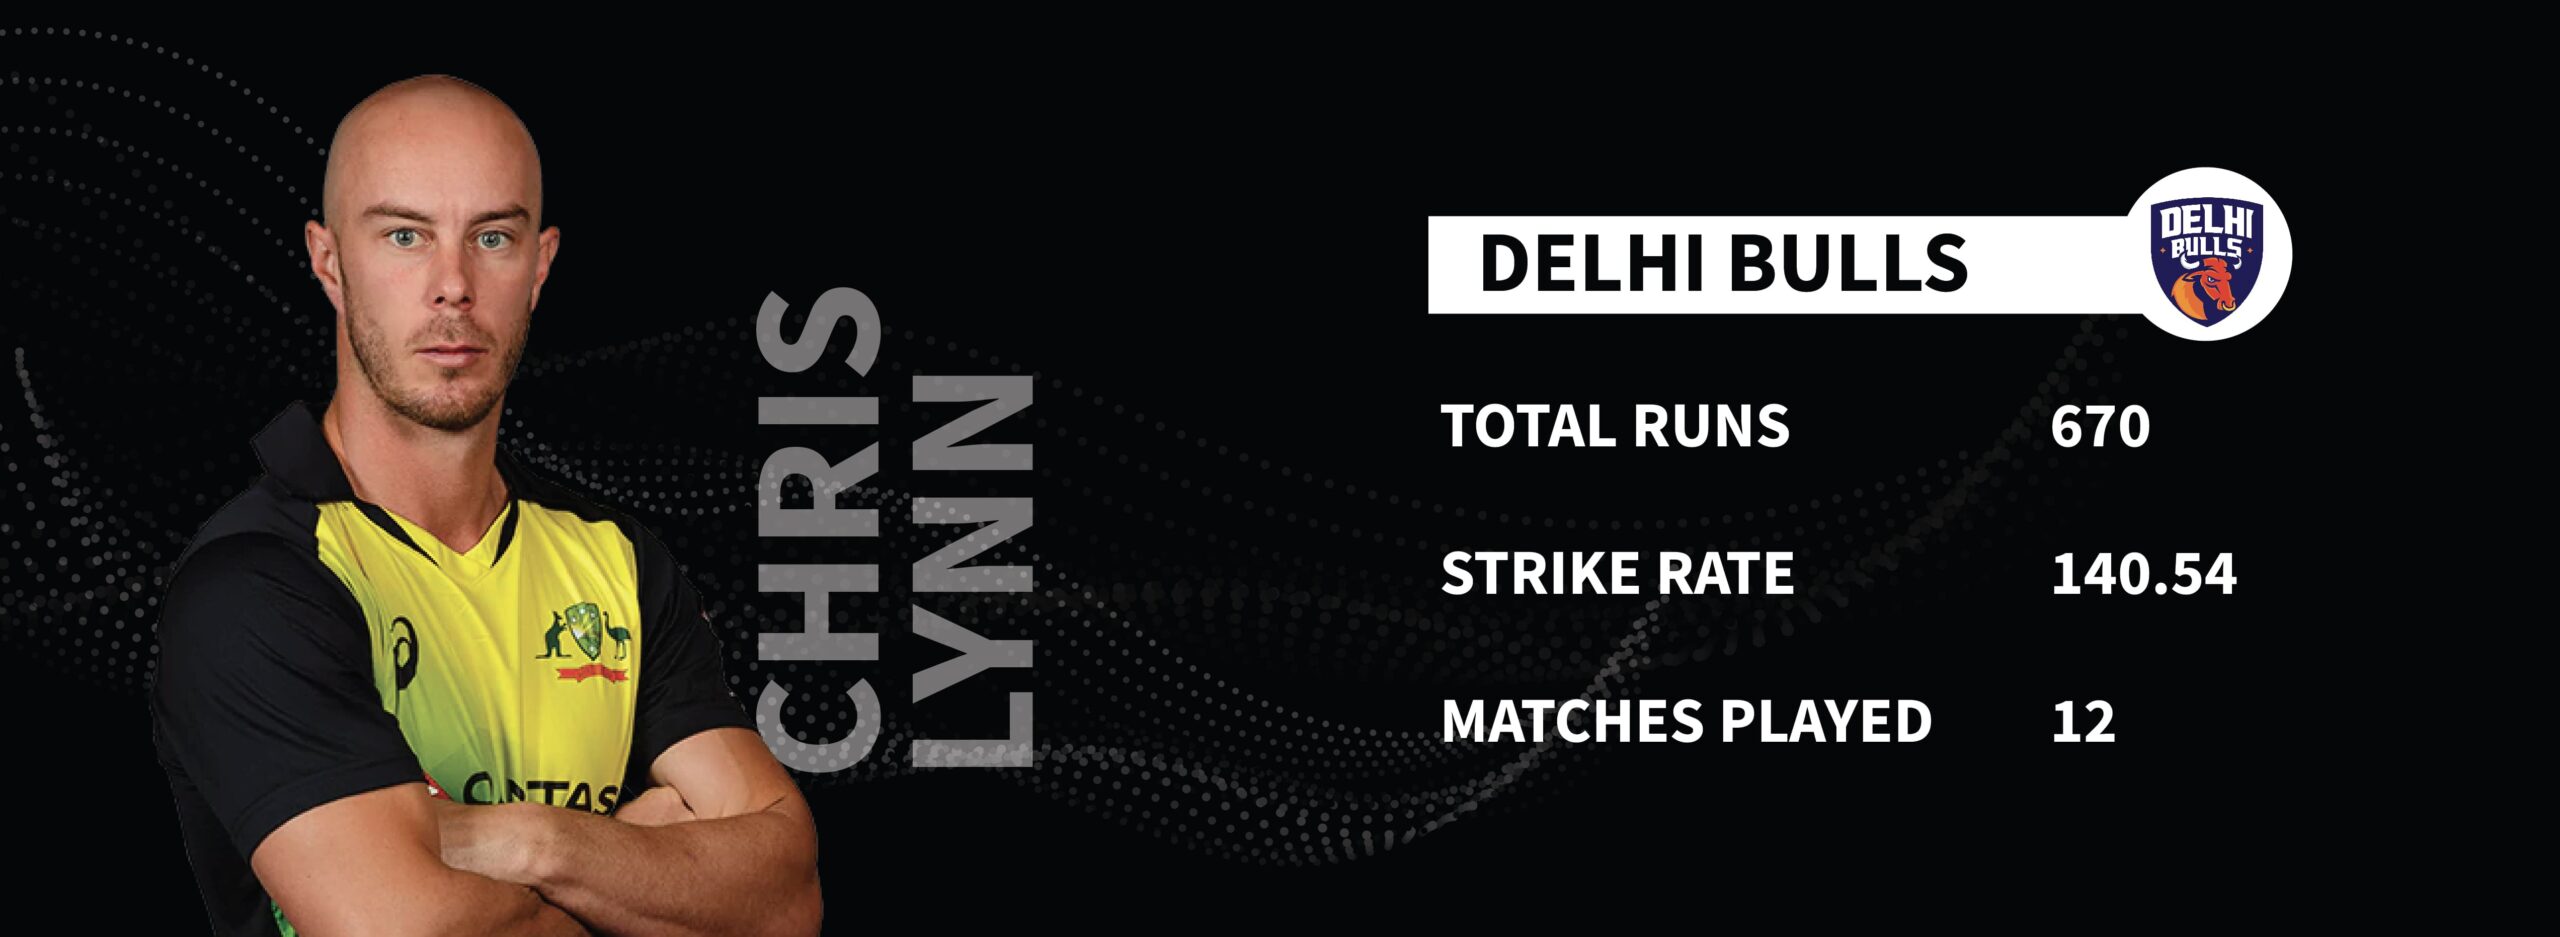 CHRIS
LYNN
DELHI BULLS
DELHI
BULLS
TOTAL RUNS 670
STRIKE RATE 140.54
MATCHES PLAYED 12